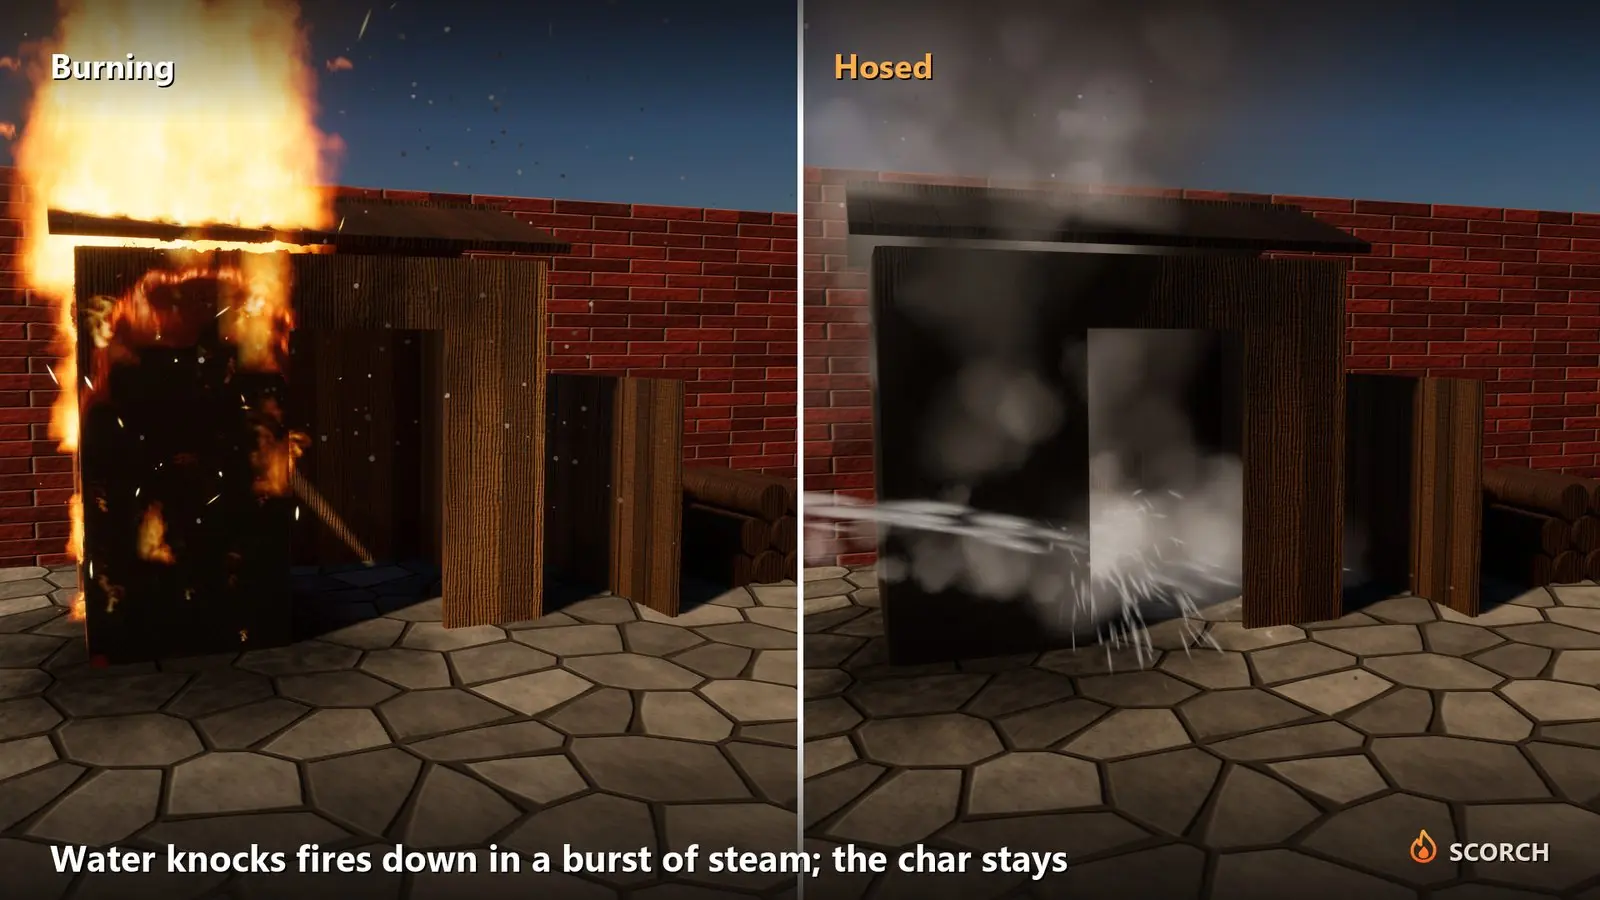 Burning
Hosed
Water knocks fires down in a burst of steam; the char stays
SCORCH